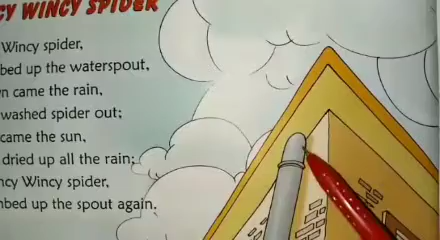 CY WINCY SPIDER
Wincy spider,
bed up the waterspout,
n came the rain,
washed spider out;
came the sun,
dried up all the rain;
ncy Wincy spider,
mbed up the spout again.